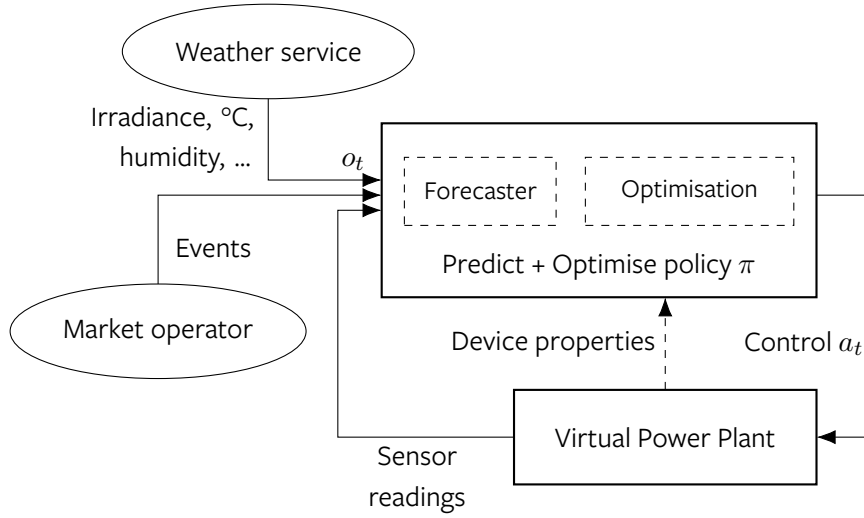 Weather service
Irradiance, °C,
humidity, ...
o_t
Forecaster
Optimisation
Events
Predict + Optimise policy π
Market operator
Device properties
Control a_t
Virtual Power Plant
Sensor
readings